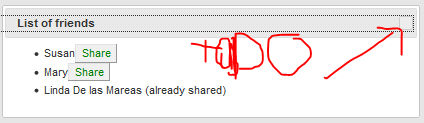 List of friends
Susan Share
Mary Share
Linda De las Mareas (already shared)